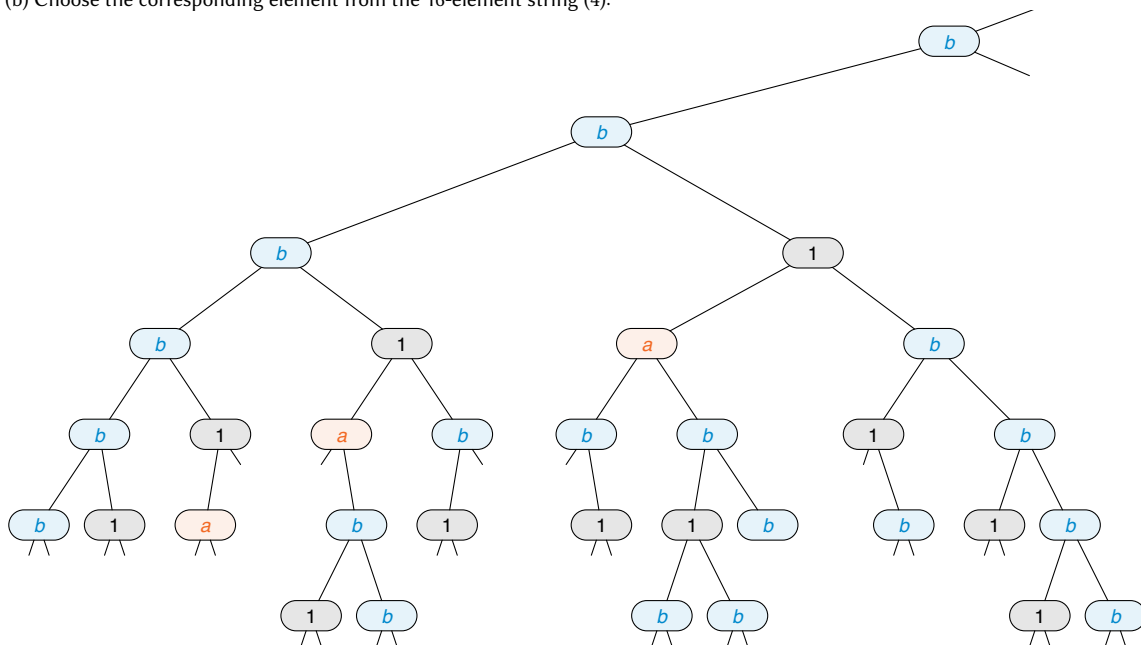 (b) Choose the corresponding element from the 16-element string (4).
b
b
b 1
b 1 a b
b 1 a b b b 1 b
b 1 a b 1 1 1 b b 1 b
1 b b b 1 b